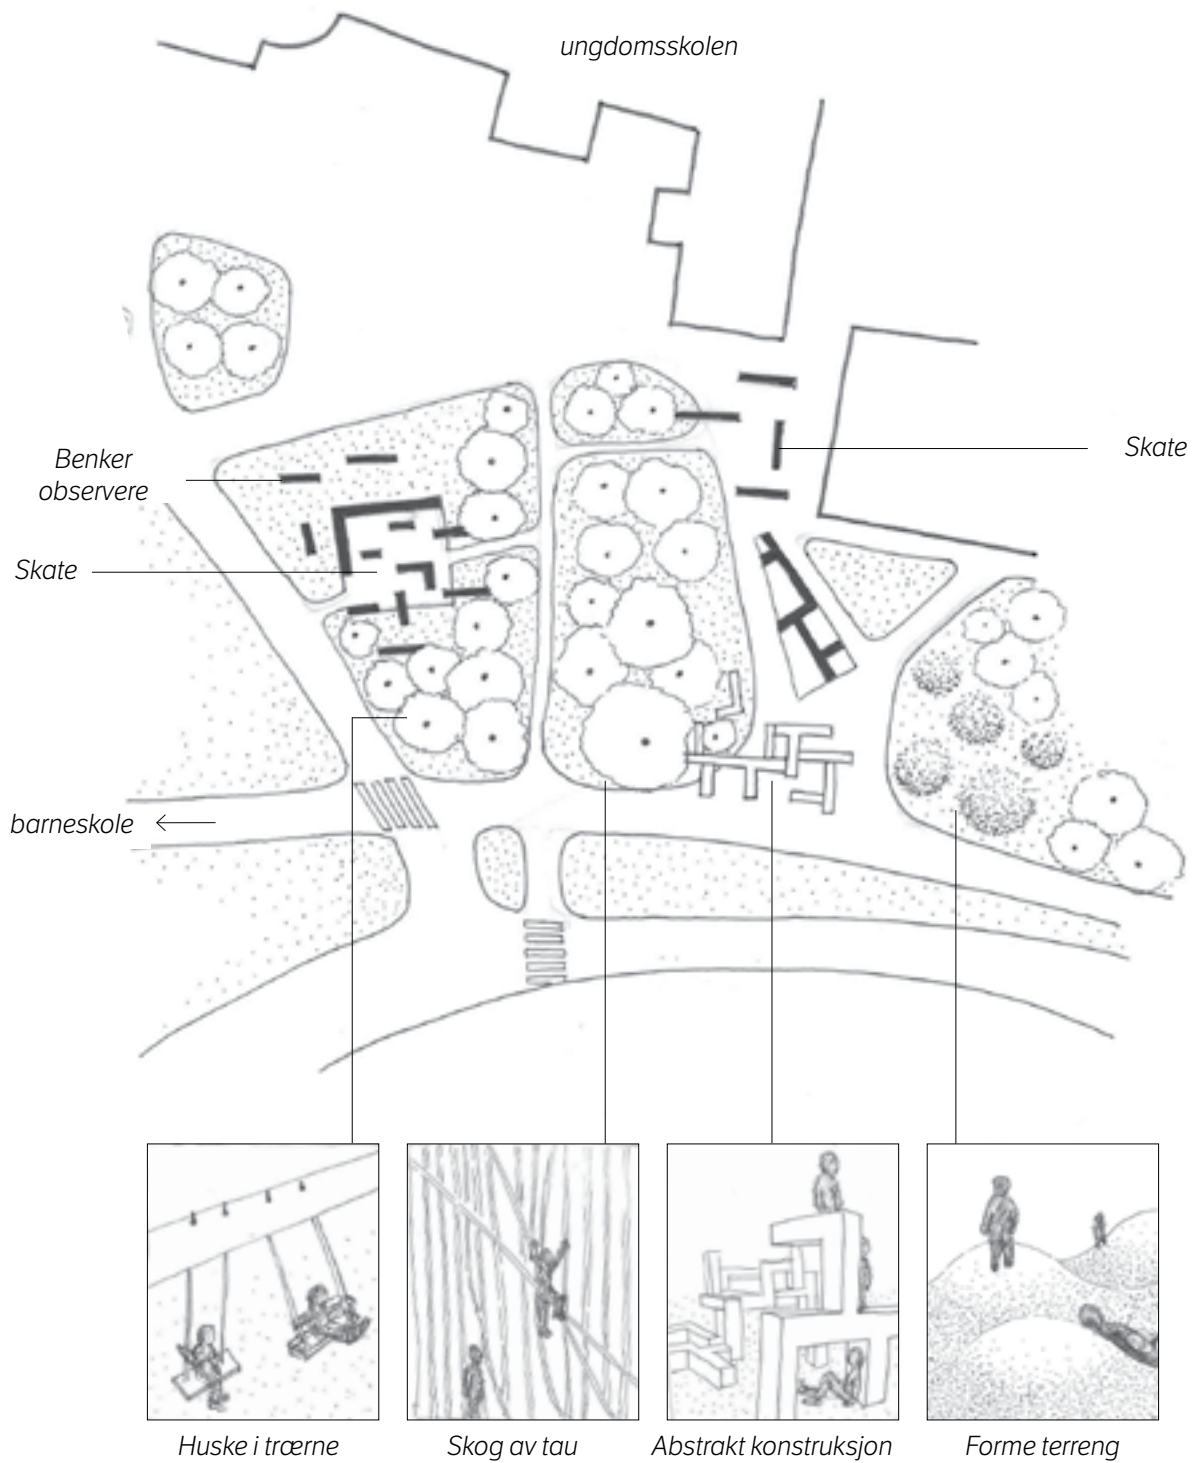 ungdomsskolen
Benker
observere
Skate
Skate
barneskole
Huske i trærne
Skog av tau
Abstrakt konstruksjon
Forme terreng